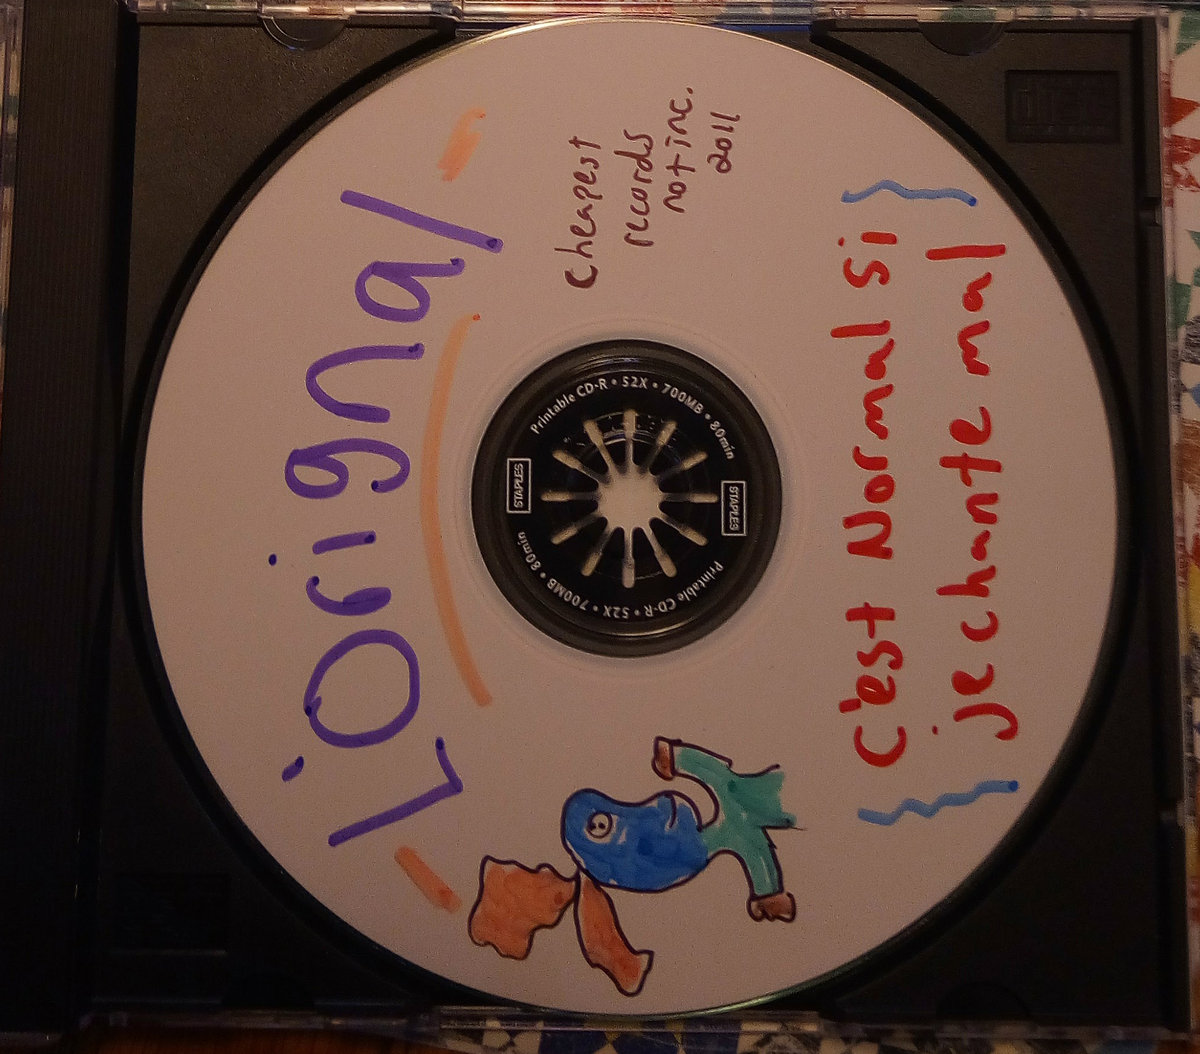 L'Original
cheapest
records
not inc.
2011
C'est Normal si
je chante mal
Printable CD-R • 52X • 700MB • 80min
STAPLES
Printable CD-R • 52X • 700MB • 80min
STAPLES